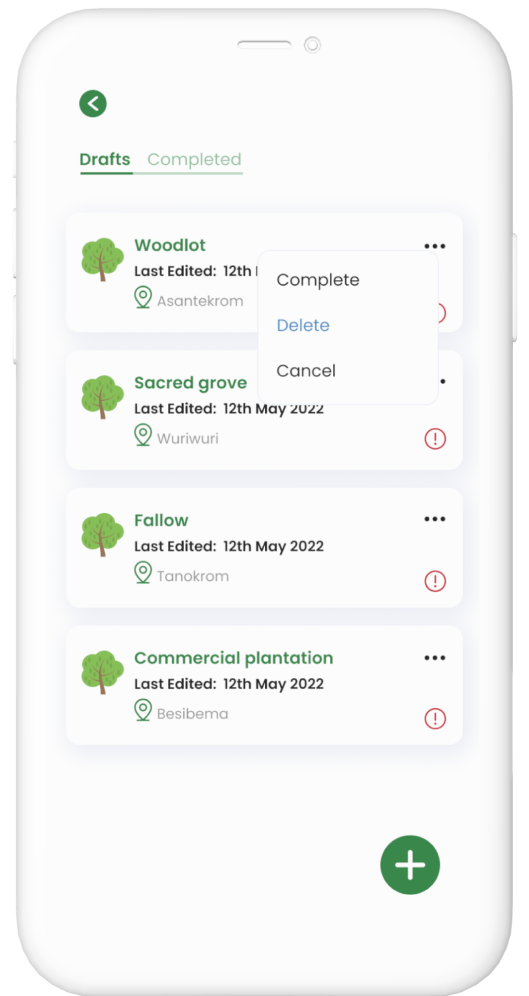 Drafts Completed
Woodlot
Last Edited: 12th
Asantekrom
Complete
Delete
Cancel
Sacred grove
Last Edited: 12th May 2022
Wuriwuri
Fallow
Last Edited: 12th May 2022
Tanokrom
Commercial plantation
Last Edited: 12th May 2022
Besibema